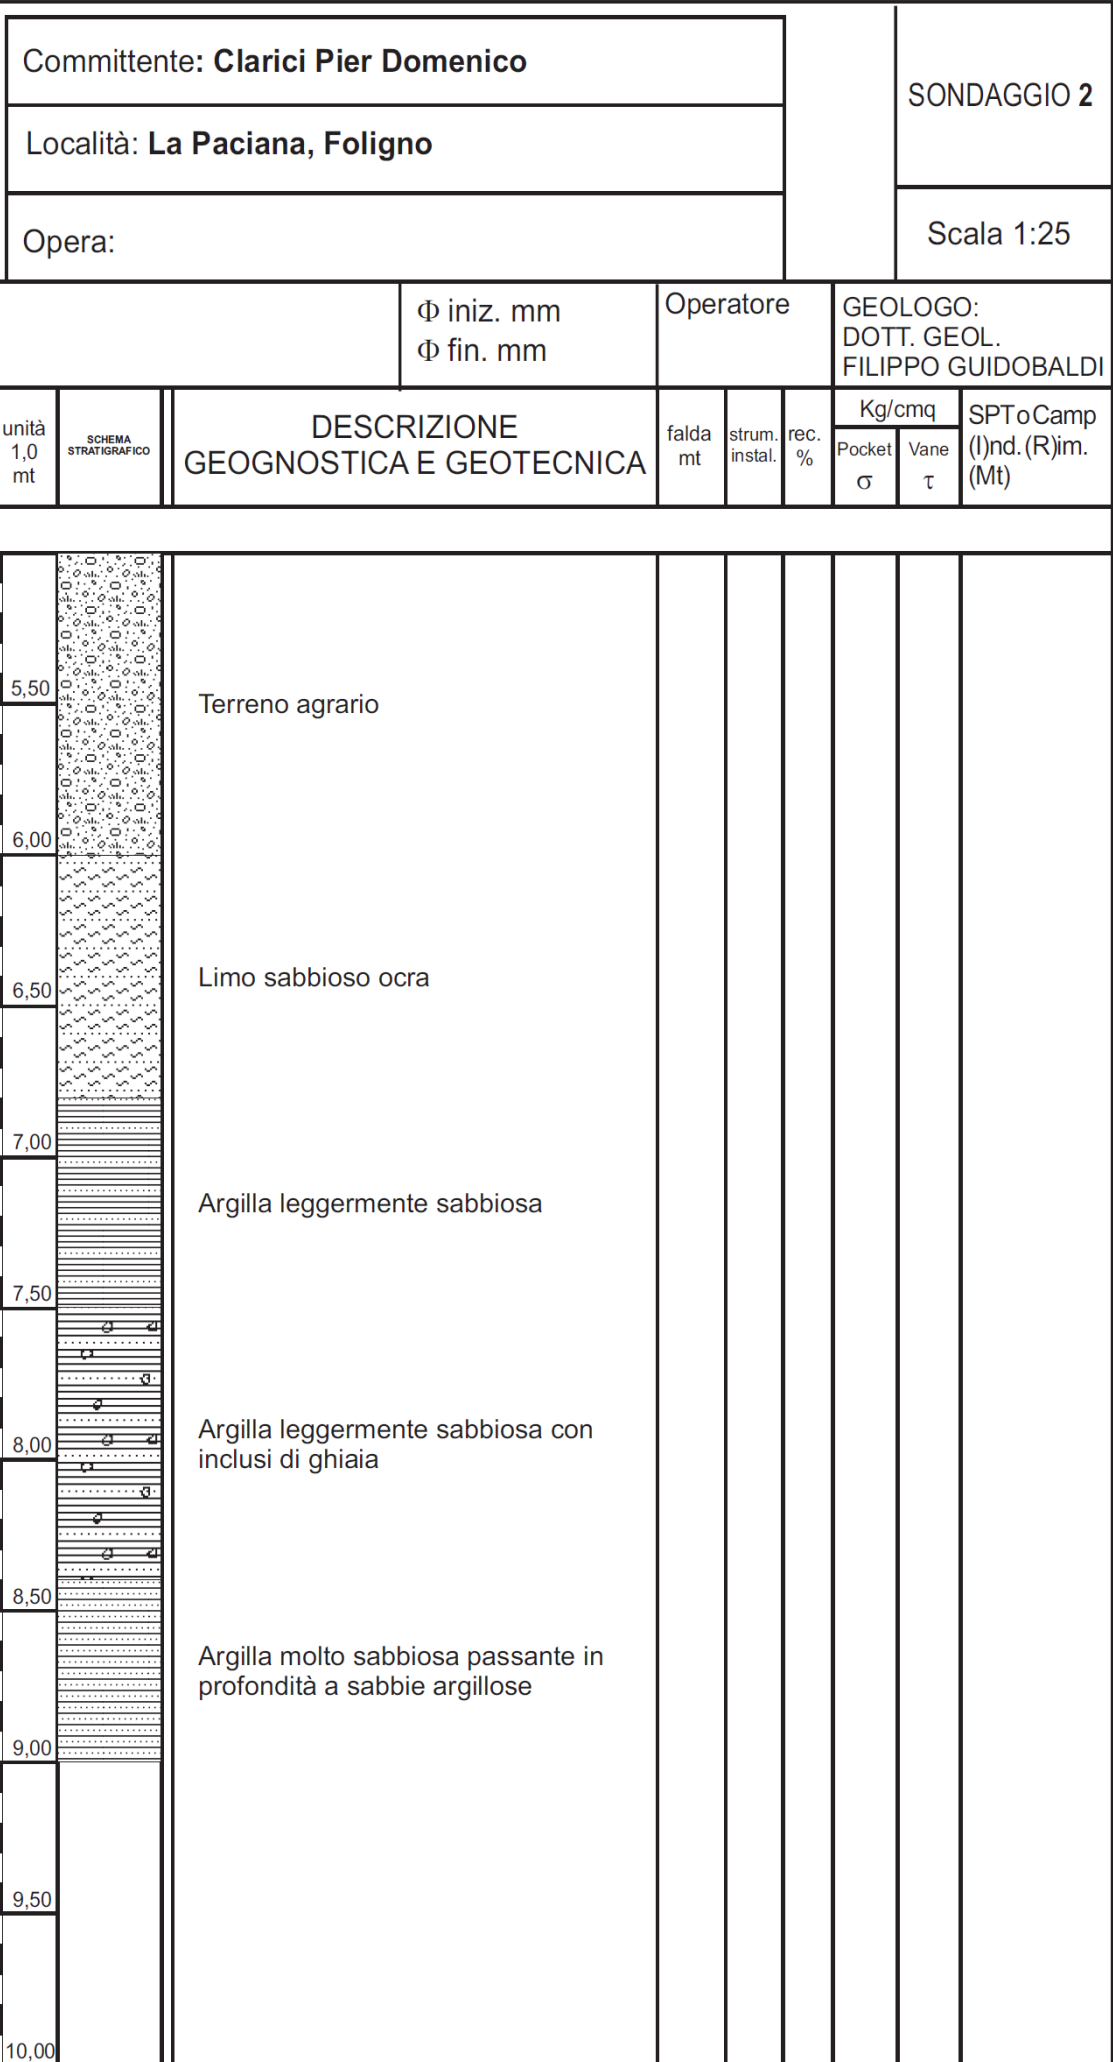 Committente: Clarici Pier Domenico
SONDAGGIO 2
Località: La Paciana, Foligno
Opera:
Scala 1:25
Φ iniz. mm
Φ fin. mm
Operatore
GEOLOGO:
DOTT. GEOL.
FILIPPO GUIDOBALDI
unità
1,0
mt
SCHEMA
STRATIGRAFICO
DESCRIZIONE
GEOGNOSTICA E GEOTECNICA
falda
mt
strum.
instal.
rec.
%
Kg/cmq
Pocket
σ
Vane
τ
SPT o Camp
(I)nd. (R)im.
(Mt)
5,50
Terreno agrario
6,00
Limo sabbioso ocra
6,50
7,00
Argilla leggermente sabbiosa
7,50
Argilla leggermente sabbiosa con
inclusi di ghiaia
8,00
8,50
Argilla molto sabbiosa passante in
profondità a sabbie argillose
9,00
9,50
10,00